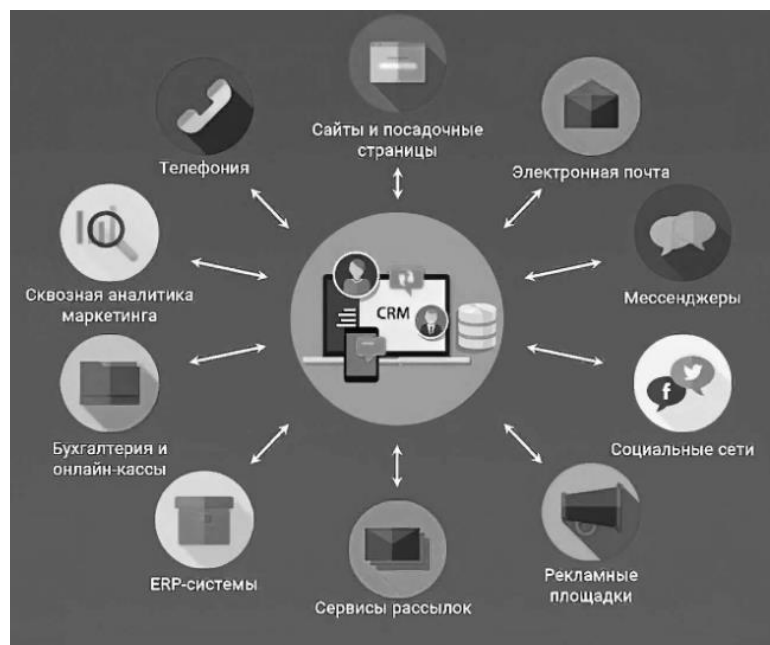 Сайты и посадочные
страницы
Электронная почта
Мессенджеры
Социальные сети
Рекламные
площадки
Сервисы рассылок
ERP-системы
Бухгалтерия и
онлайн-кассы
Сквозная аналитика
маркетинга
Телефония
CRM